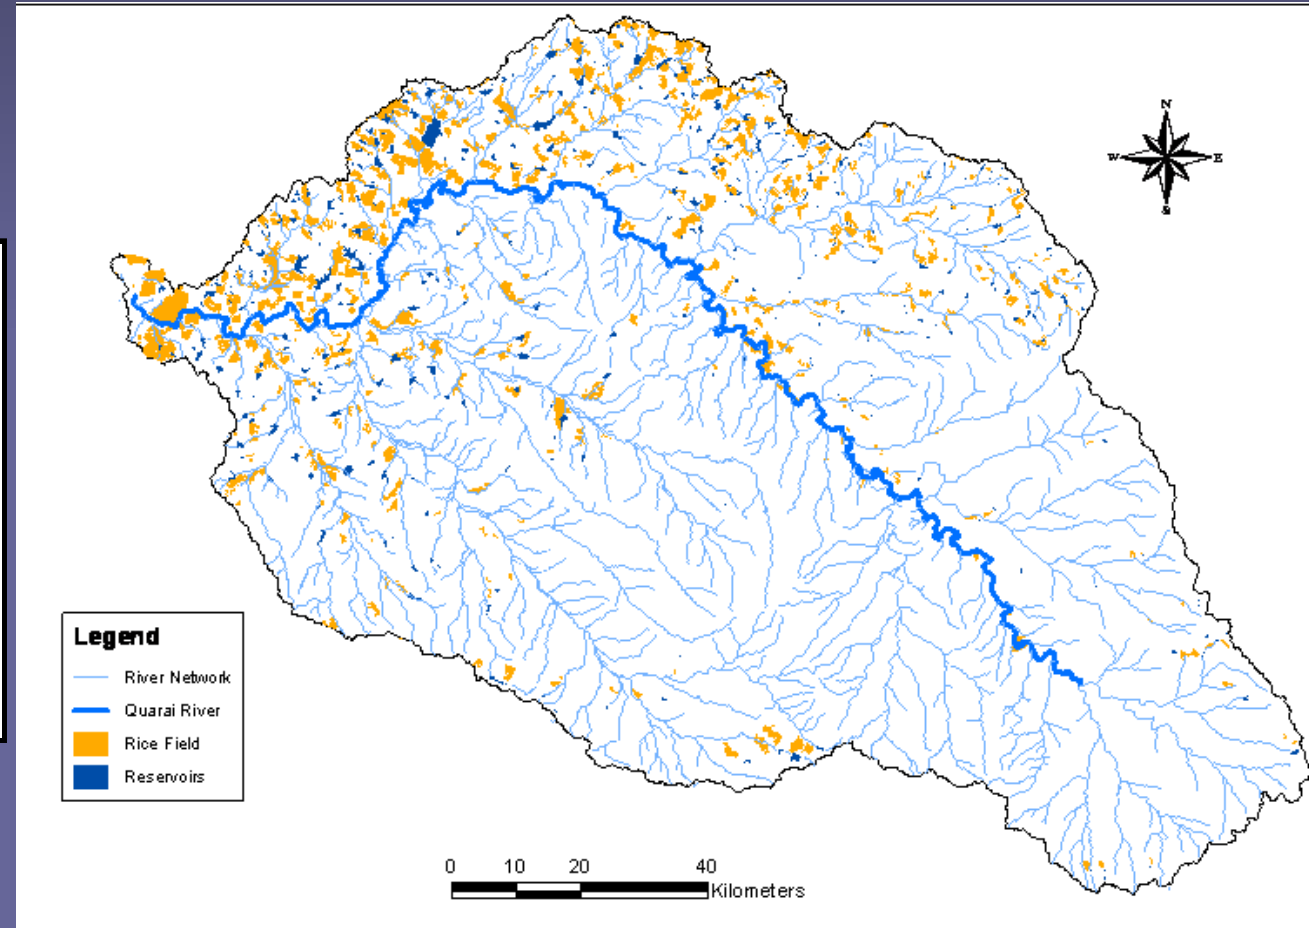 N
W E
S
Legend
River Network
Quarai River
Rice Field
Reservoirs
0 10 20 40
Kilometers